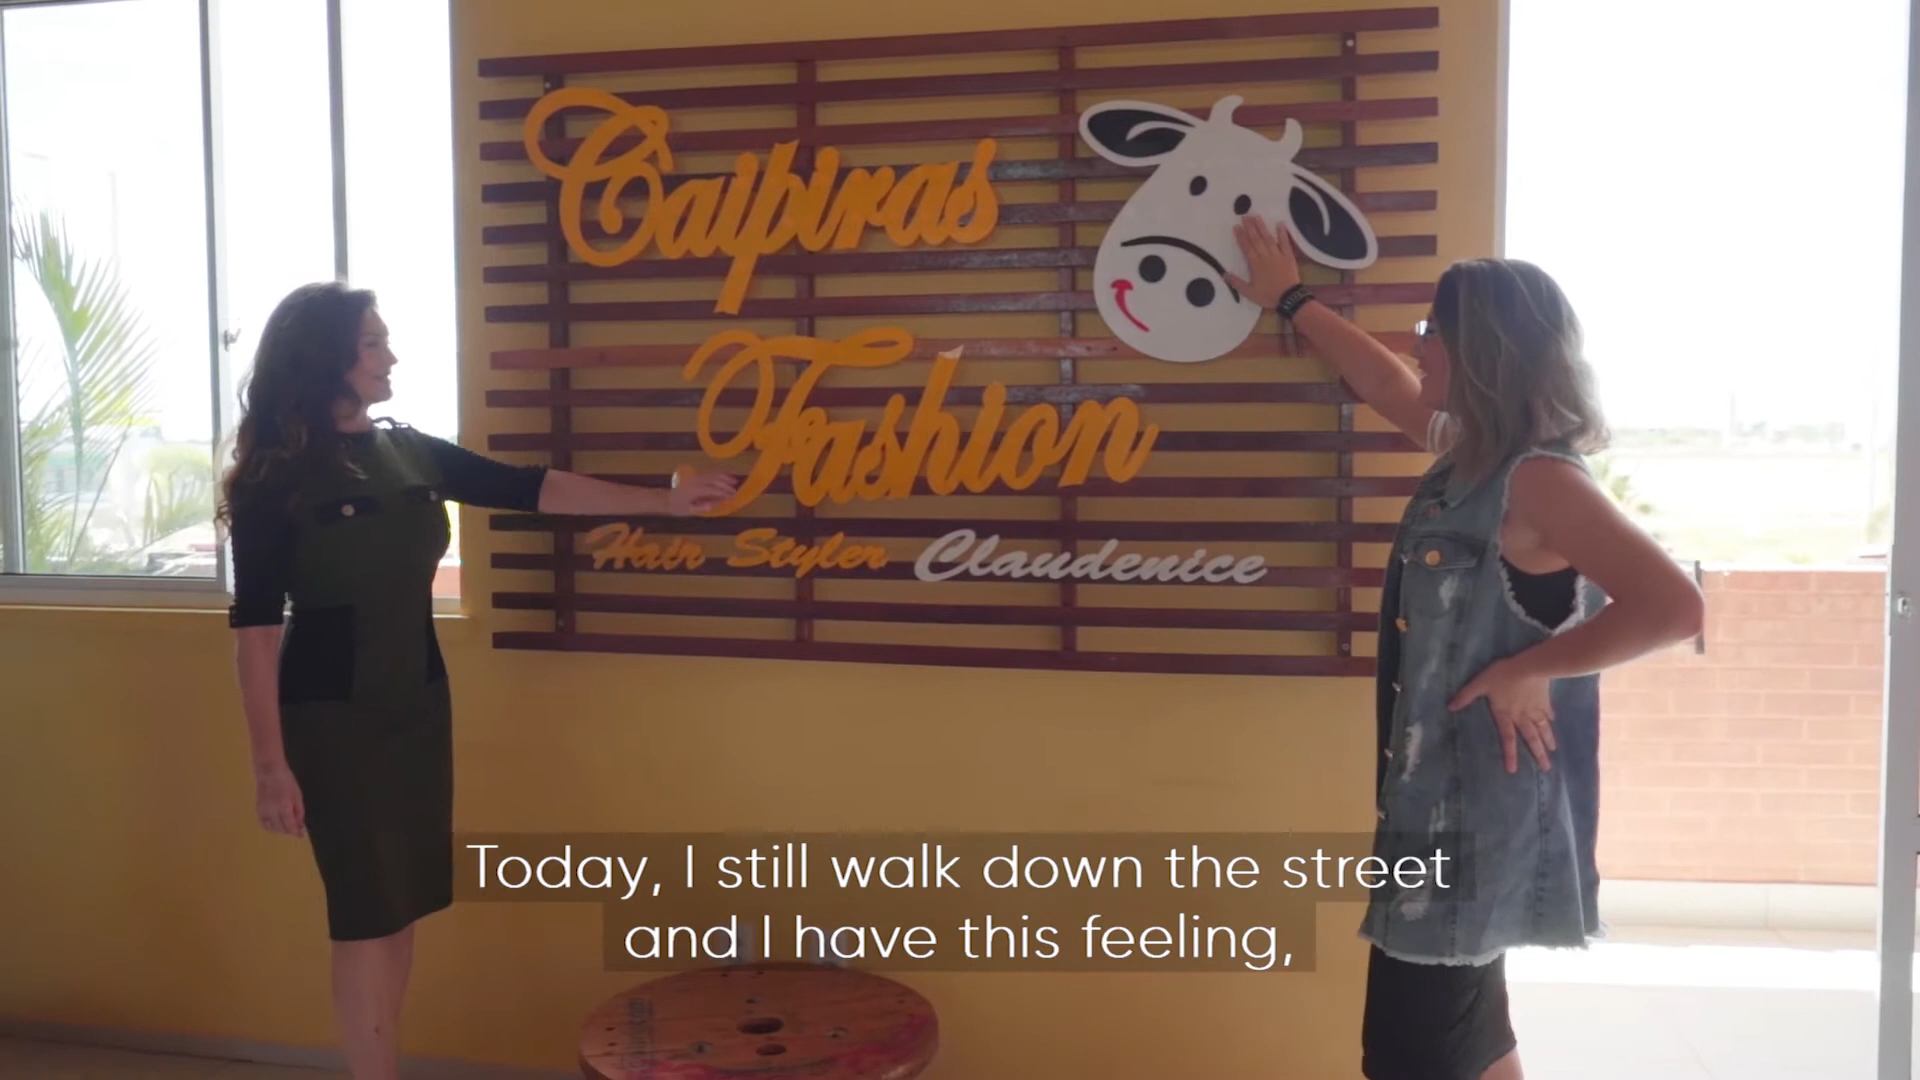 Caipiras
Fashion
Hair Styler Claudenice
Today, I still walk down the street
and I have this feeling,